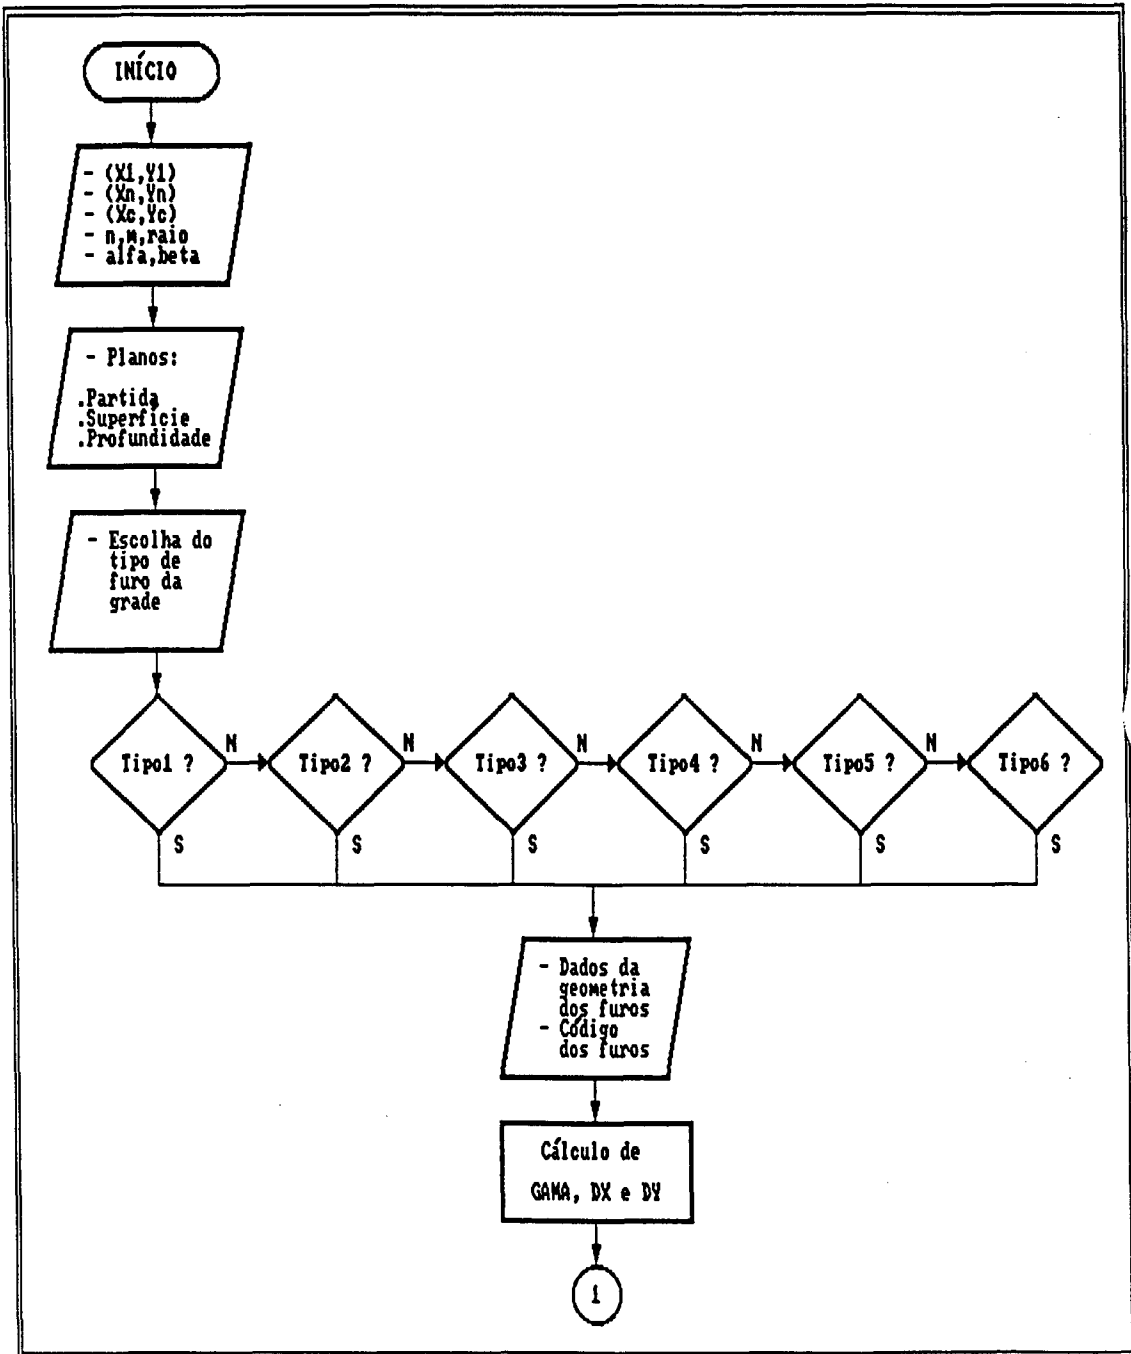 INÍCIO
- (X1,Y1)
- (Xn,Yn)
- (Xc,Yc)
- n,m,raio
- alfa,beta
- Planos:
.Partida
.Superfície
.Profundidade
- Escolha do
tipo de
furo da
grade
Tipo1 ?
N
Tipo2 ?
N
Tipo3 ?
N
Tipo4 ?
N
Tipo5 ?
N
Tipo6 ?
S
S
S
S
S
S
- Dados da
geometria
dos furos
- Código
dos furos
Cálculo de
GAMA, DX e DY
1